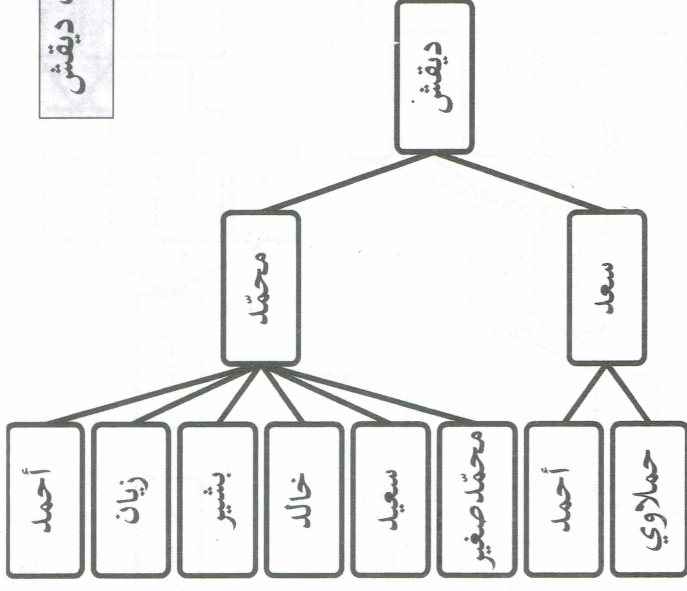 ديقش
ديقش
محمّد
سعد
أحمد
زيان
بشير
خالد
سعيد
محمّد صغير
أحمد
حملاوي